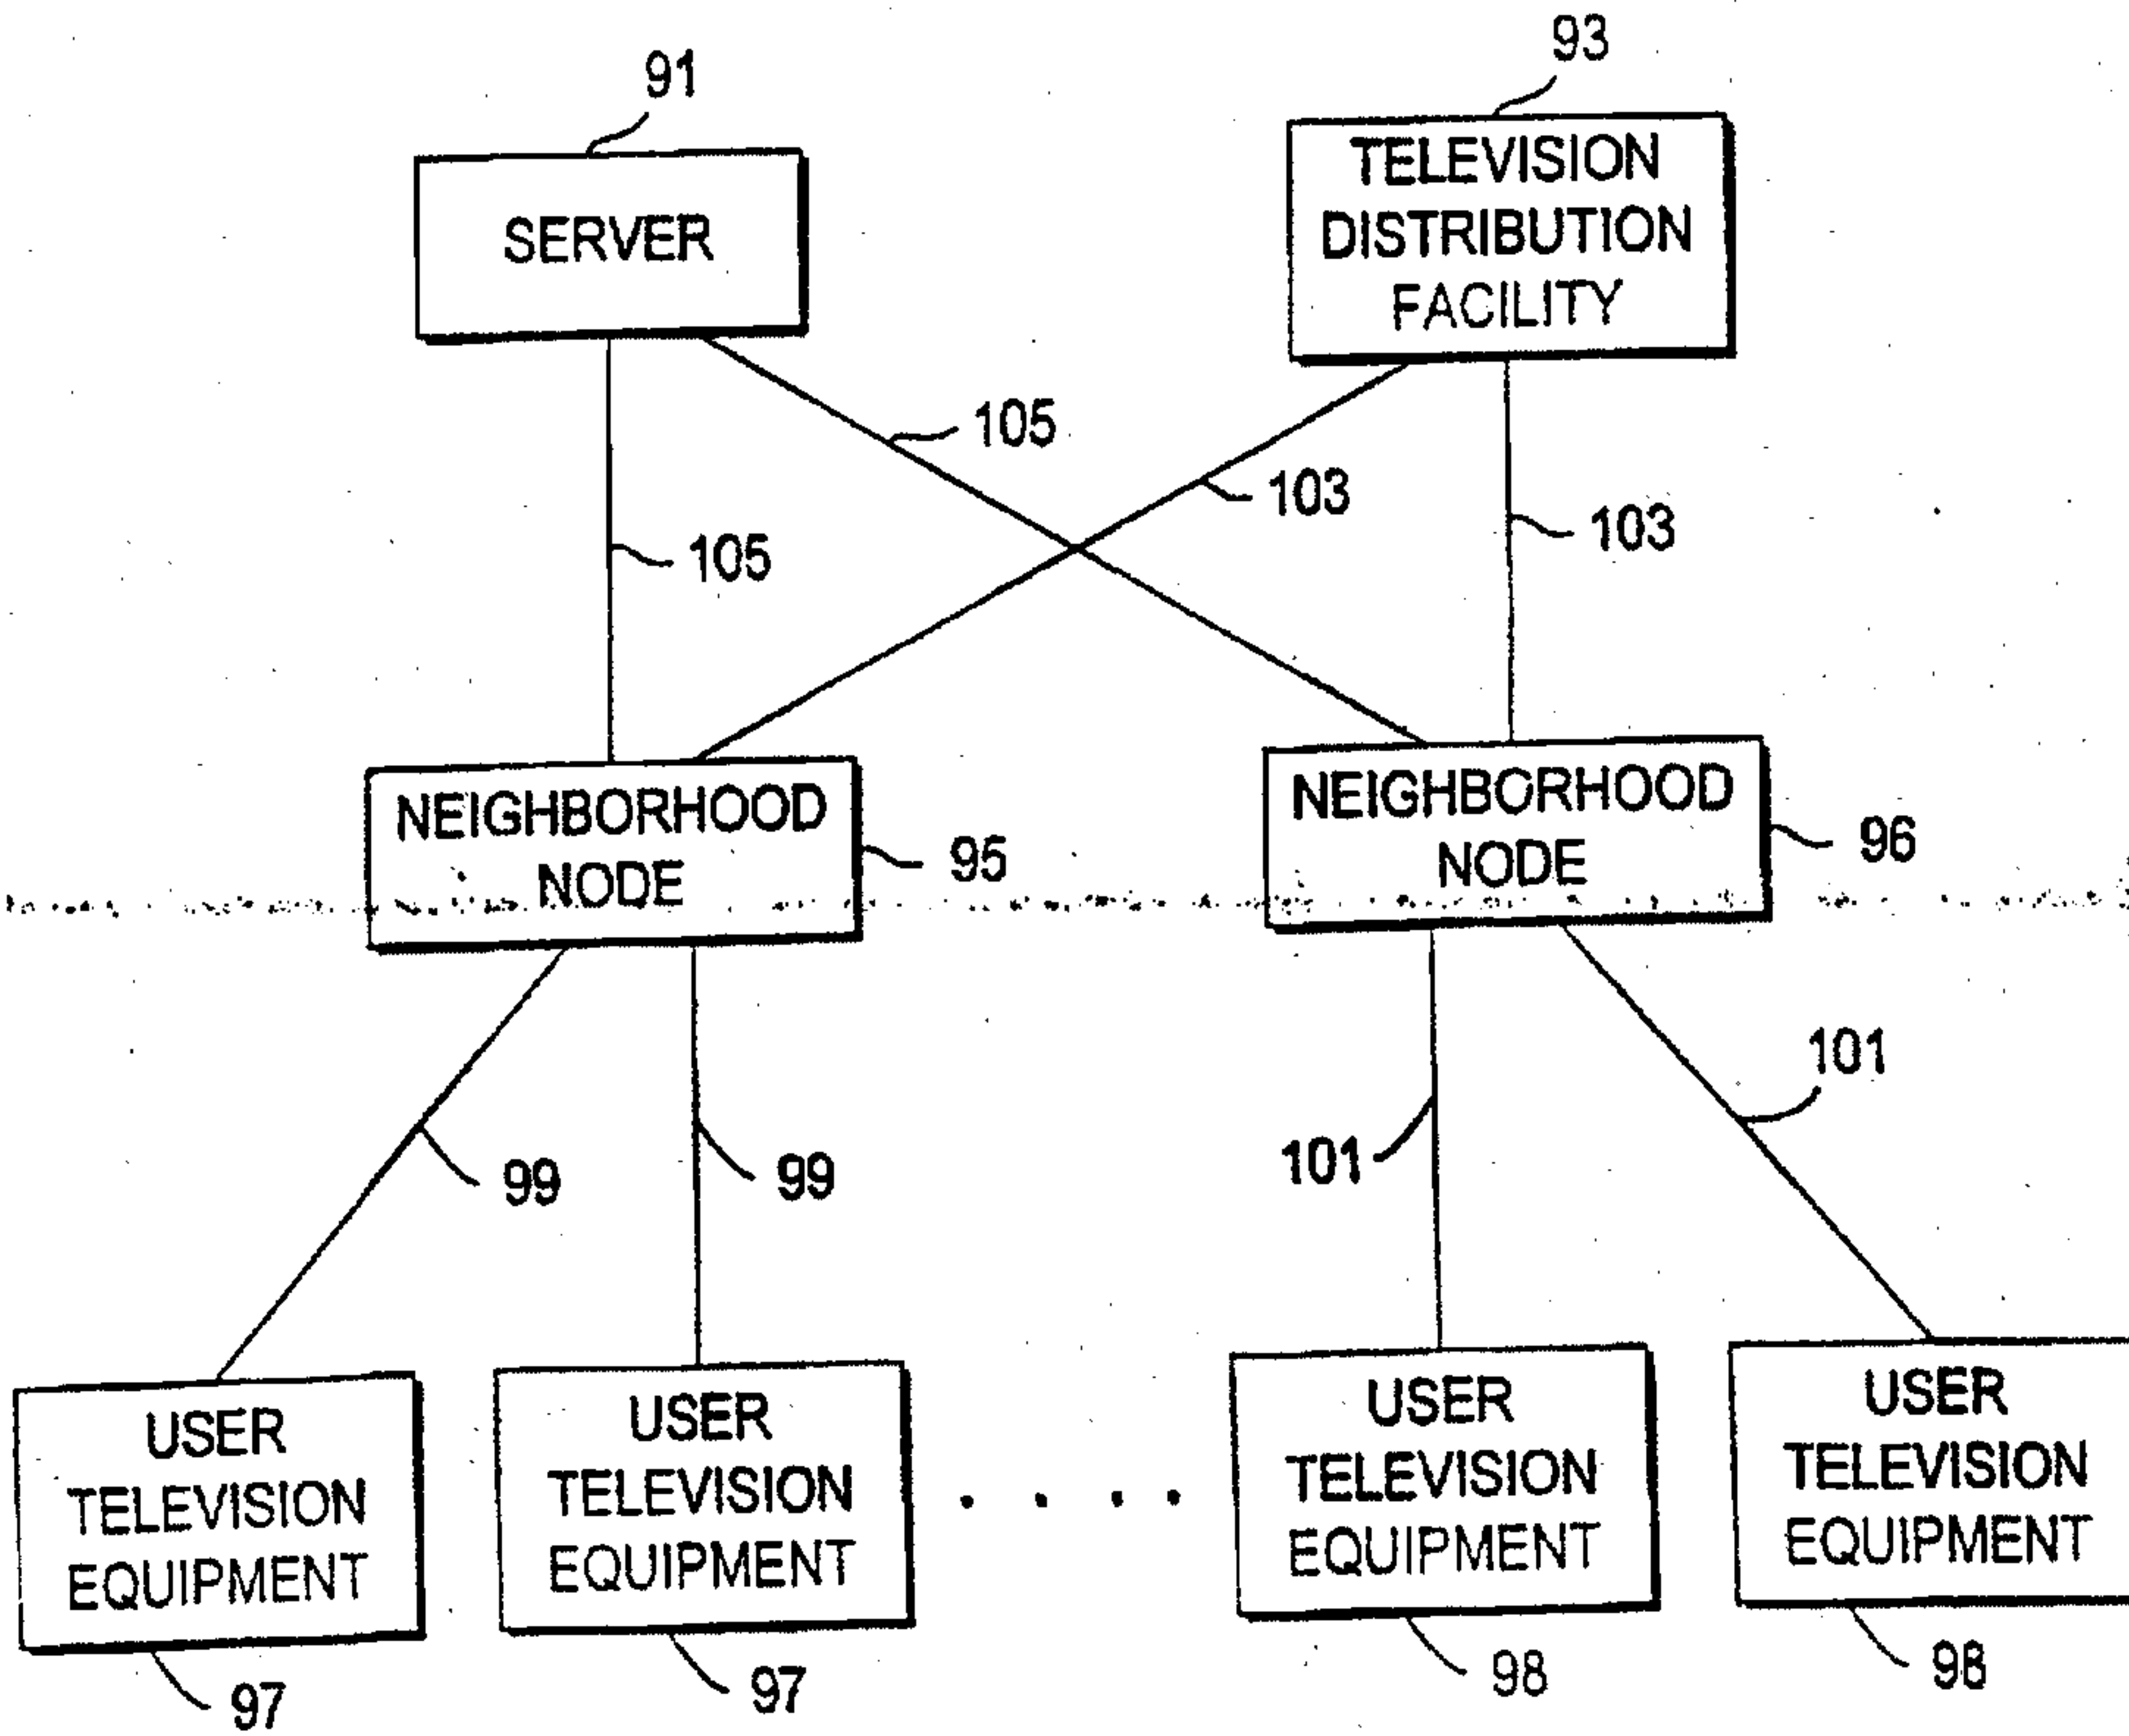 91
93
SERVER
TELEVISION
DISTRIBUTION
FACILITY
105
103
105
103
NEIGHBORHOOD
NODE
95
NEIGHBORHOOD
NODE
96
99
99
101
101
USER
TELEVISION
EQUIPMENT
USER
TELEVISION
EQUIPMENT
USER
TELEVISION
EQUIPMENT
USER
TELEVISION
EQUIPMENT
97
97
98
98